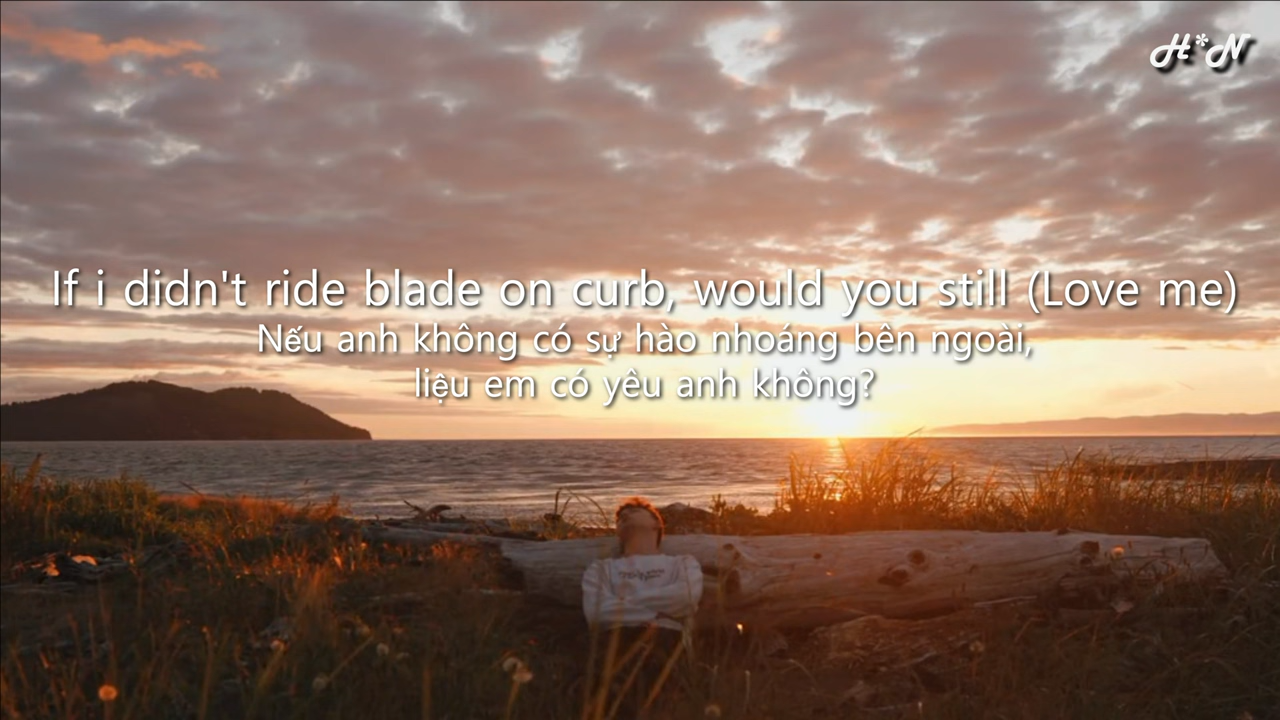 H*N
If i didn't ride blade on curb, would you still (Love me)
Nếu anh không có sự hào nhoáng bên ngoài,
liệu em có yêu anh không?